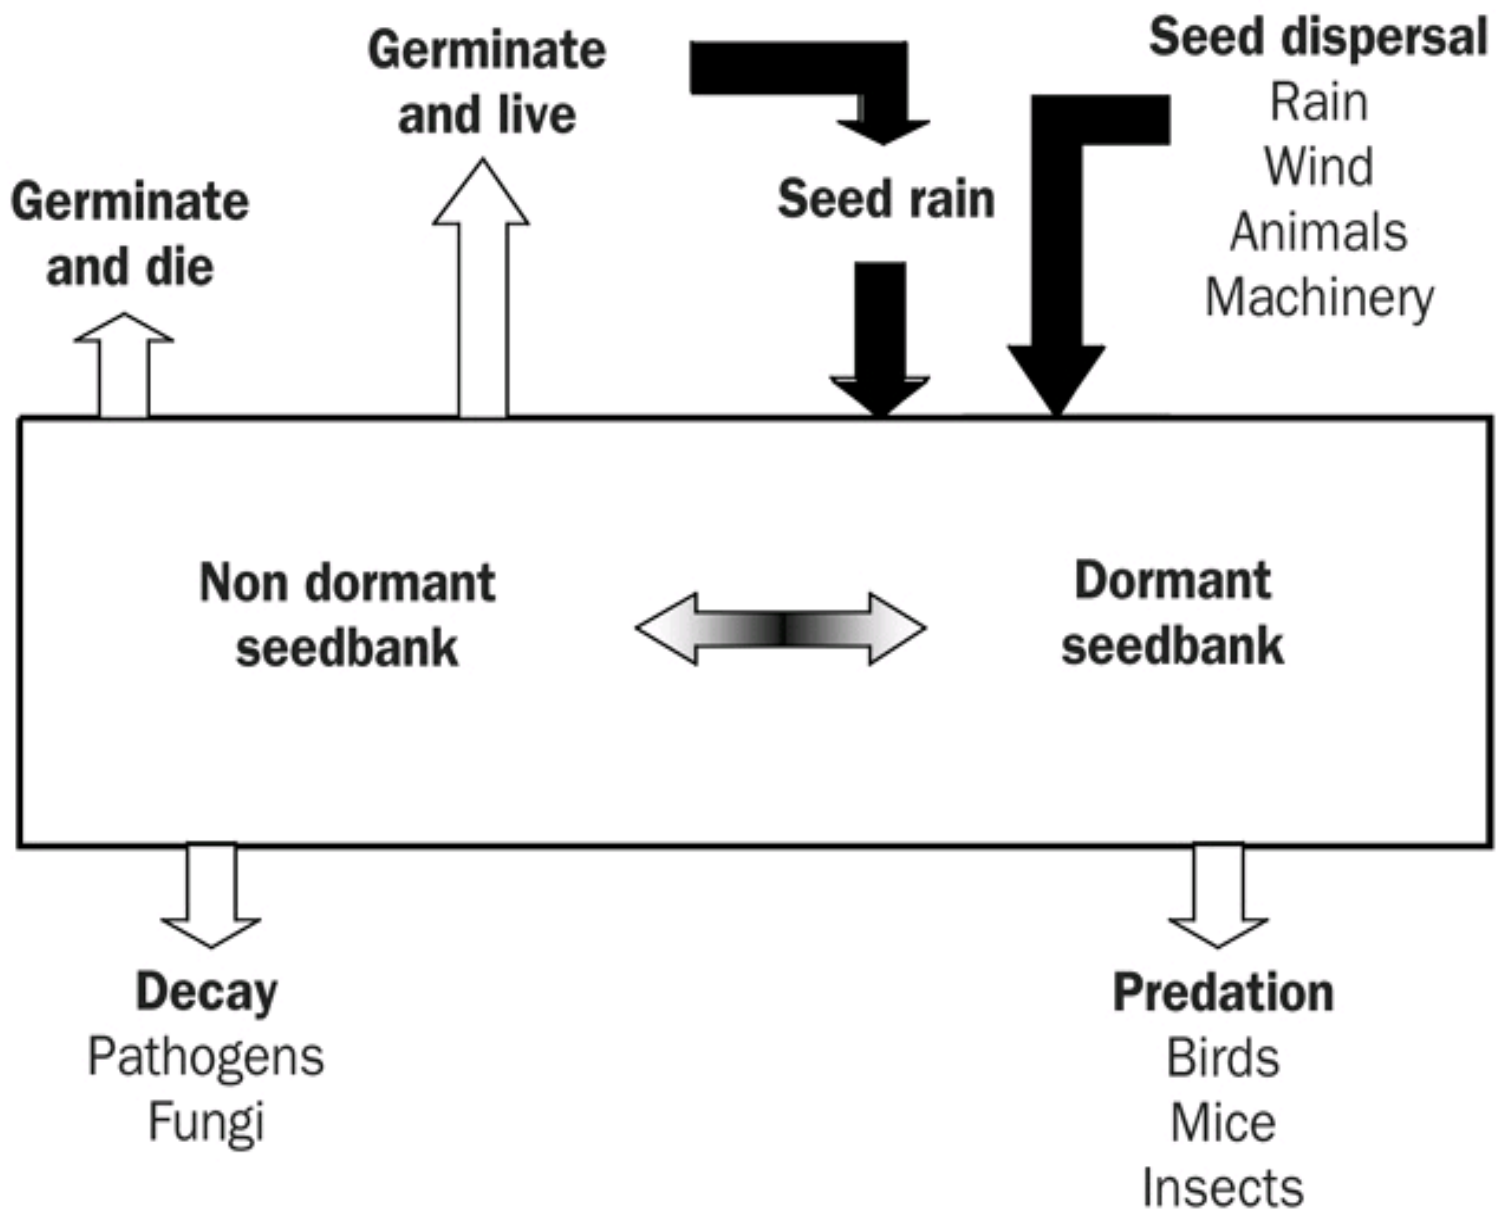 Germinate
and live
Seed dispersal
Rain
Wind
Animals
Machinery
Germinate
and die
Seed rain
Non dormant
seedbank
Dormant
seedbank
Decay
Pathogens
Fungi
Predation
Birds
Mice
Insects